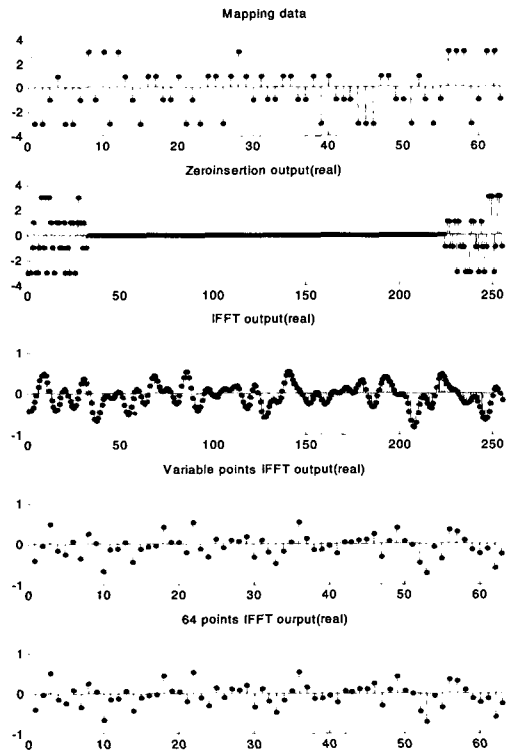 Mapping data
4
2
0
-2
-4
0 10 20 30 40 50 60
Zeroinsertion output(real)
4
2
0
-2
-4
0 50 100 150 200 250
IFFT output(real)
1
0
-1
0 50 100 150 200 250
Variable points IFFT output(real)
1
0
-1
0 10 20 30 40 50 60
64 points IFFT ourput(real)
1
0
-1
0 10 20 30 40 50 60